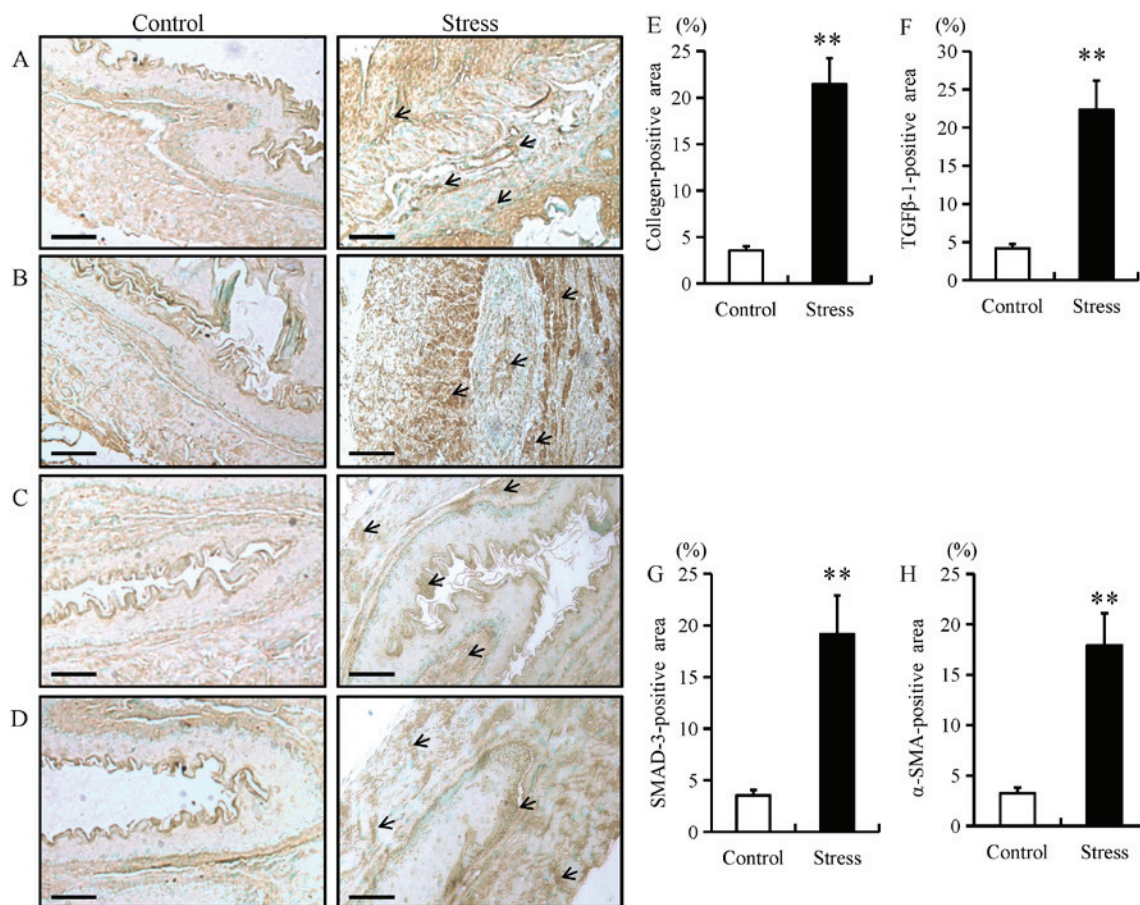 Control
Stress
A
B
C
D
E
(%)
Collegen-positive area
25
20
15
10
5
0
Control
Stress
**
F
(%)
TGFβ-1-positive area
30
25
20
15
10
5
0
Control
Stress
**
G
(%)
SMAD-3-positive area
25
20
15
10
5
0
Control
Stress
**
H
(%)
α-SMA-positive area
25
20
15
10
5
0
Control
Stress
**